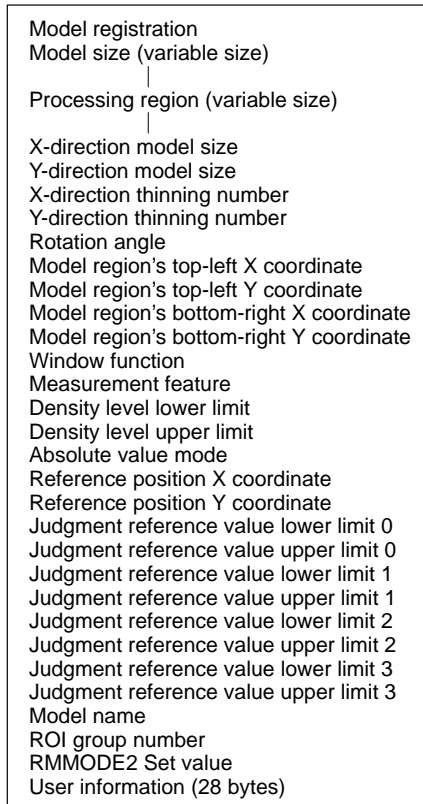 Model registration
Model size (variable size)
Processing region (variable size)
X-direction model size
Y-direction model size
X-direction thinning number
Y-direction thinning number
Rotation angle
Model region's top-left X coordinate
Model region's top-left Y coordinate
Model region's bottom-right X coordinate
Model region's bottom-right Y coordinate
Window function
Measurement feature
Density level lower limit
Density level upper limit
Absolute value mode
Reference position X coordinate
Reference position Y coordinate
Judgment reference value lower limit 0
Judgment reference value upper limit 0
Judgment reference value lower limit 1
Judgment reference value upper limit 1
Judgment reference value lower limit 2
Judgment reference value upper limit 2
Judgment reference value lower limit 3
Judgment reference value upper limit 3
Model name
ROI group number
RMMODE2 Set value
User information (28 bytes)